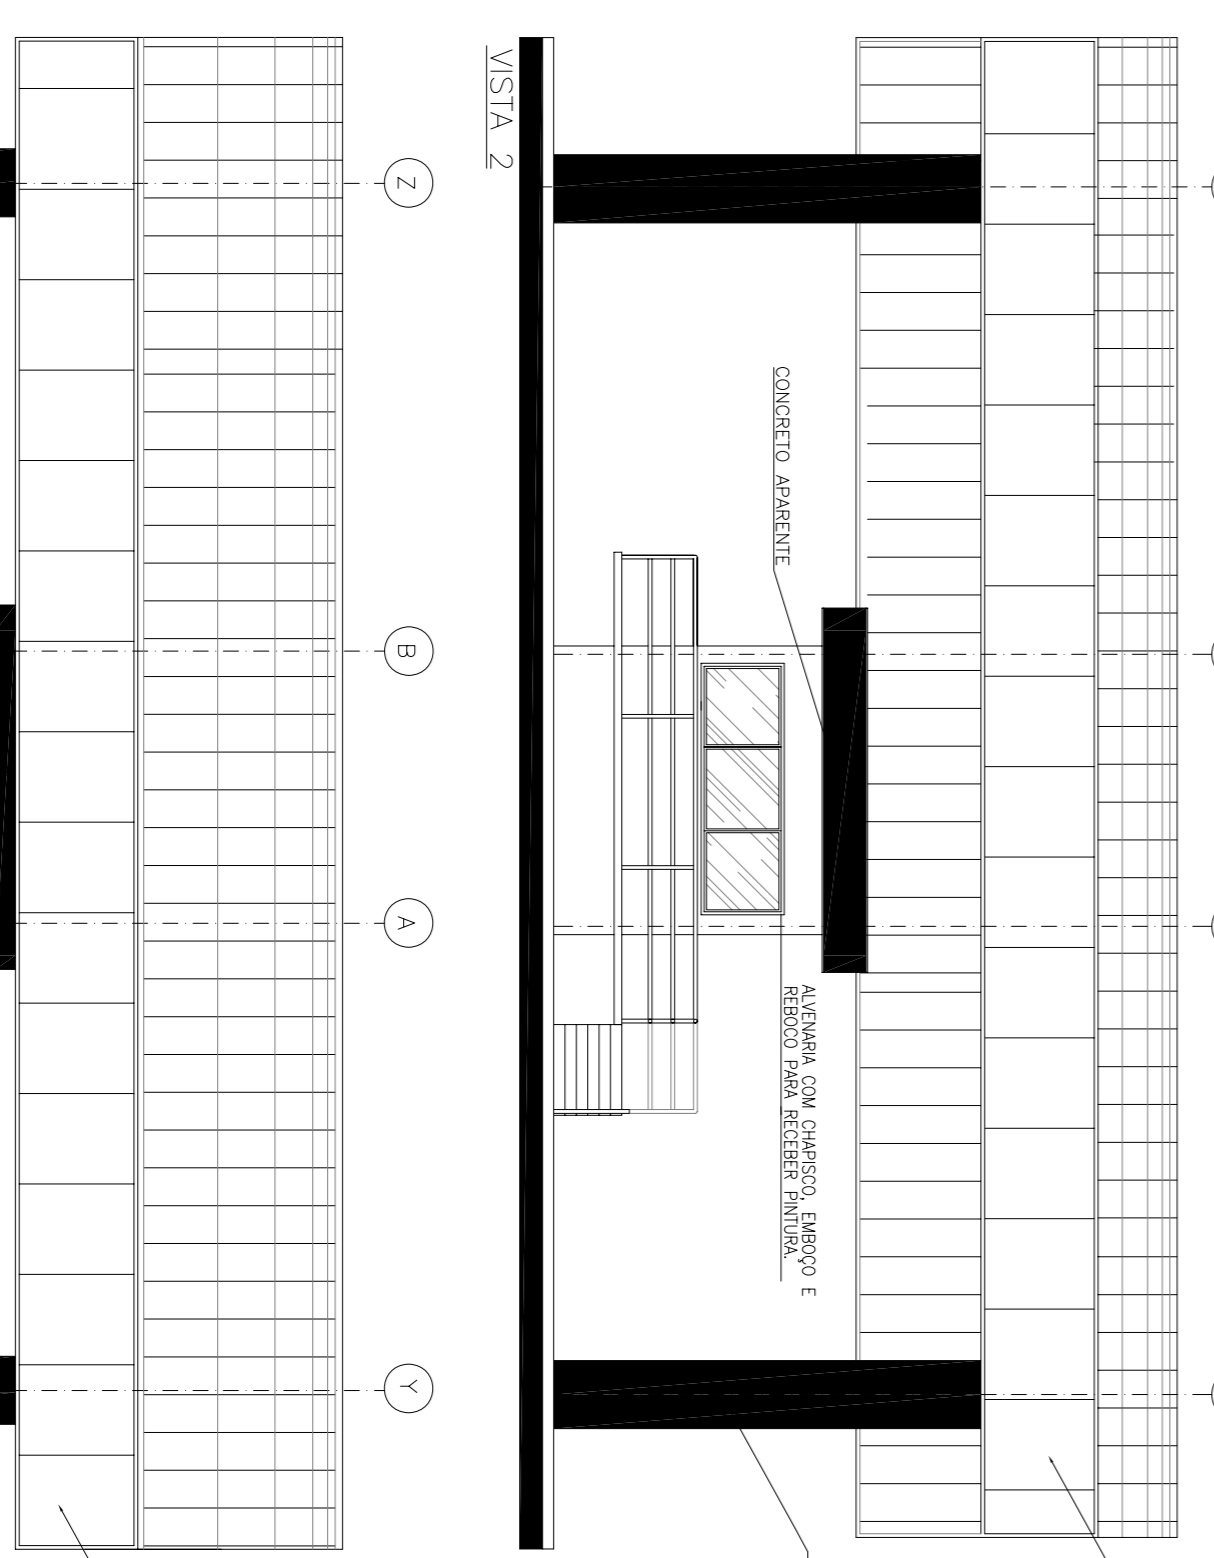 CONCRETO APARENTE
ALVENARIA COM CHAPISCO, EMBOÇO E
REBOCO PARA RECEBER PINTURA.
VISTA 2
Z
B
A
Y